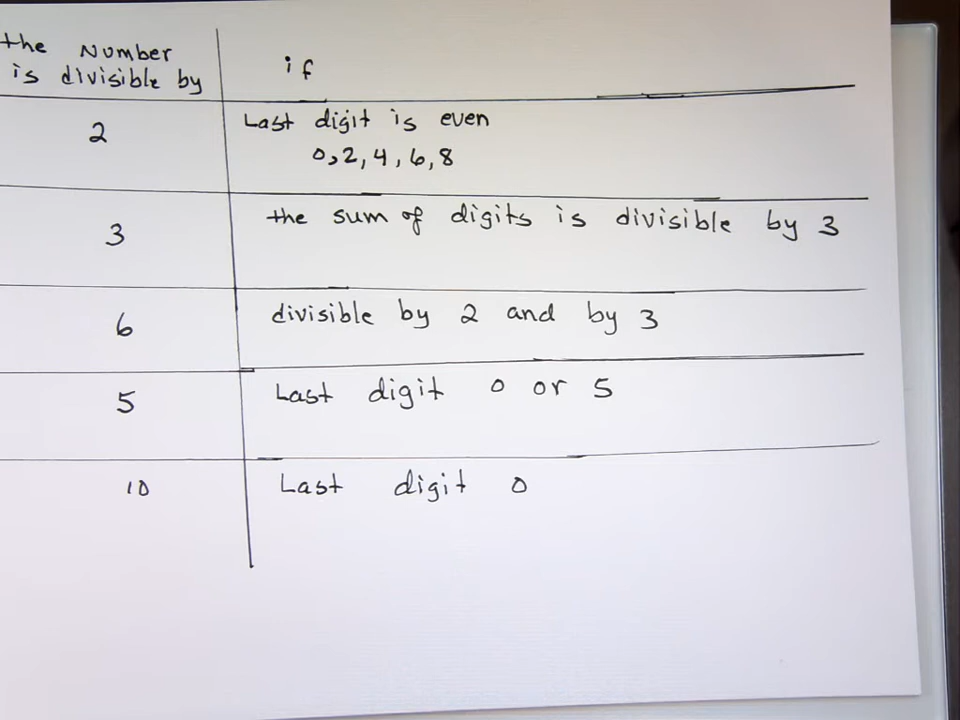 the Number
is divisible by
if
2
Last digit is even
0,2,4,6,8
3
the sum of digits is divisible by 3
6
divisible by 2 and by 3
5
Last digit 0 or 5
10
Last digit 0